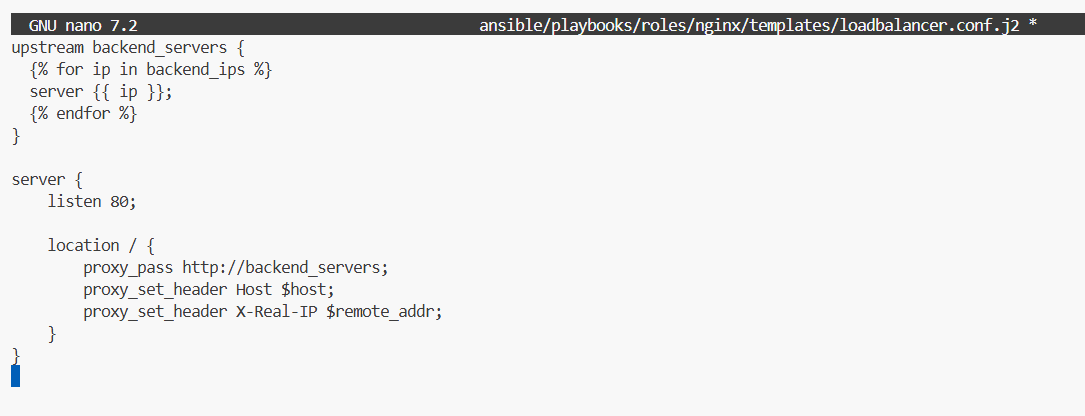 GNU nano 7.2 ansible/playbooks/roles/nginx/templates/loadbalancer.conf.j2 *
upstream backend_servers {
  {% for ip in backend_ips %}
  server {{ ip }};
  {% endfor %}
}

server {
    listen 80;

    location / {
        proxy_pass http://backend_servers;
        proxy_set_header Host $host;
        proxy_set_header X-Real-IP $remote_addr;
    }
}